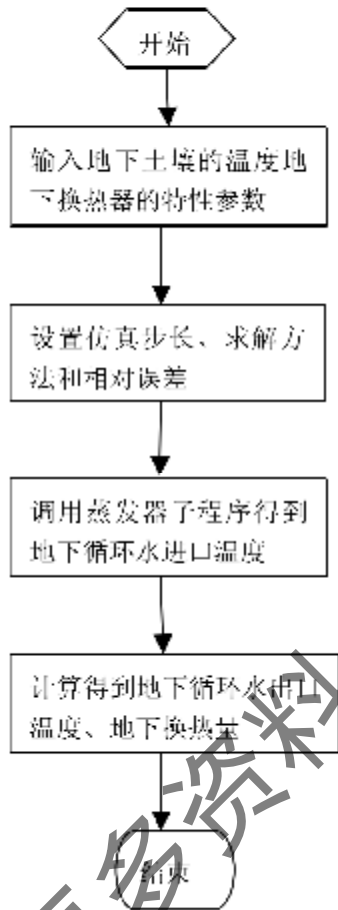 开始
输入地下土壤的温度地
下换热器的特性参数
设置仿真步长、求解方
法和相对误差
调用蒸发器子程序得到
地下循环水进口温度
计算得到地下循环水出口
温度、地下换热量
结束
多资料